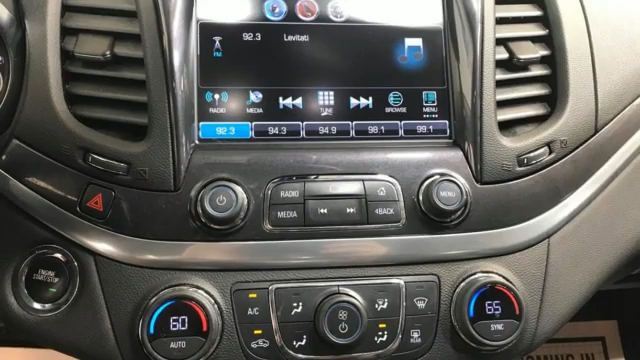 92.3 Levitati
FM
RADIO MEDIA TUNE BROWSE MENU
92.3 94.3 94.9 98.1 99.1
RADIO
MENU
MEDIA BACK
ENGINE
START/STOP
A/C
60 65
AUTO REAR SYNC